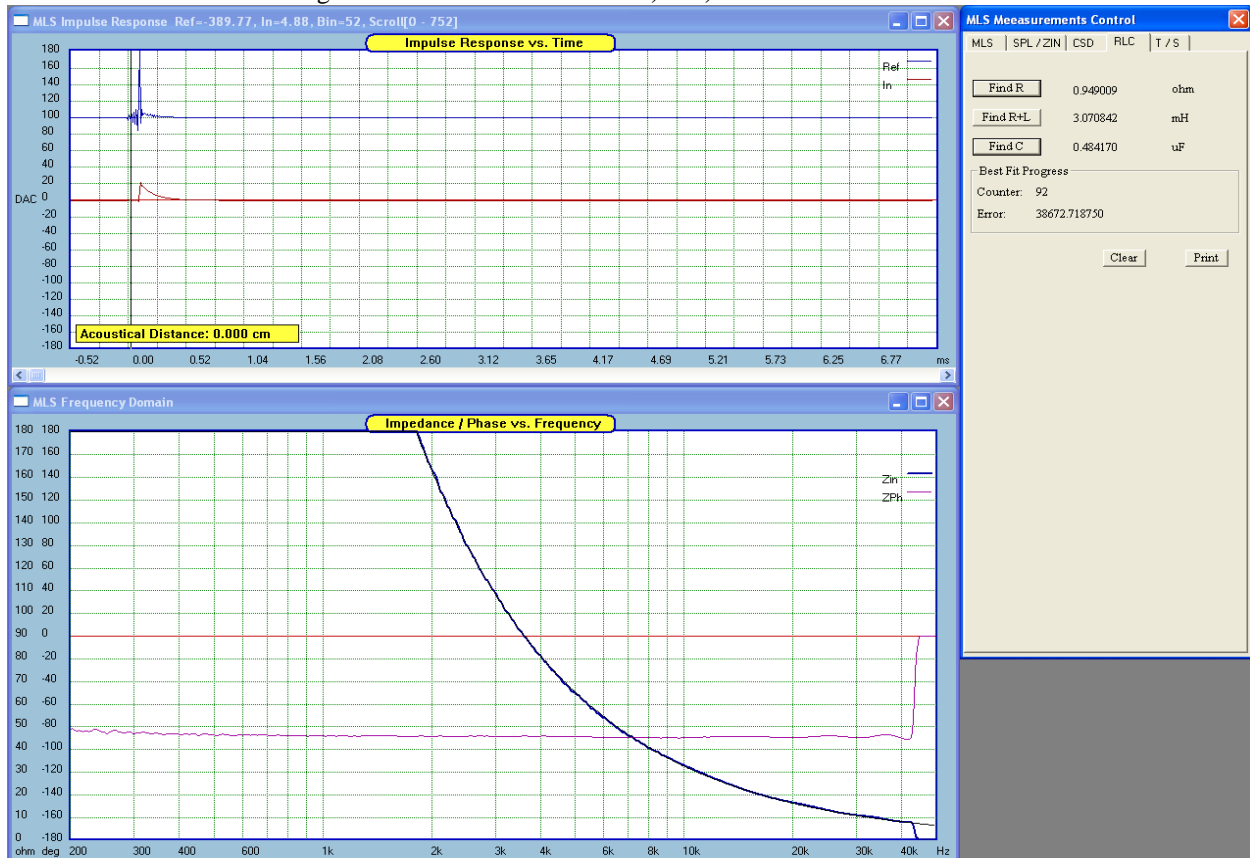 MLS Impulse Response Ref=-389.77, In=4.88, Bin=52, Scroll[0 - 752]
Impulse Response vs. Time
Ref
In
180
160
140
120
100
80
60
40
20
DAC 0
-20
-40
-60
-80
-100
-120
-140
-160
-180
Acoustical Distance: 0.000 cm
-0.52 0.00 0.52 1.04 1.56 2.08 2.60 3.12 3.65 4.17 4.69 5.21 5.73 6.25 6.77 ms
MLS Frequency Domain
Impedance / Phase vs. Frequency
Zin
ZPh
180 180
170 160
160 140
150 120
140 100
130 80
120 60
110 40
100 20
90 0
80 -20
70 -40
60 -60
50 -80
40 -100
30 -120
20 -140
10 -160
0 -180
ohm deg 200 300 400 600 1k 2k 3k 4k 6k 8k 10k 20k 30k 40k Hz
MLS Meeasurements Control
MLS SPL / ZIN CSD RLC T / S
Find R 0.949009 ohm
Find R+L 3.070842 mH
Find C 0.484170 uF
Best Fit Progress
Counter: 92
Error: 38672.718750
Clear Print